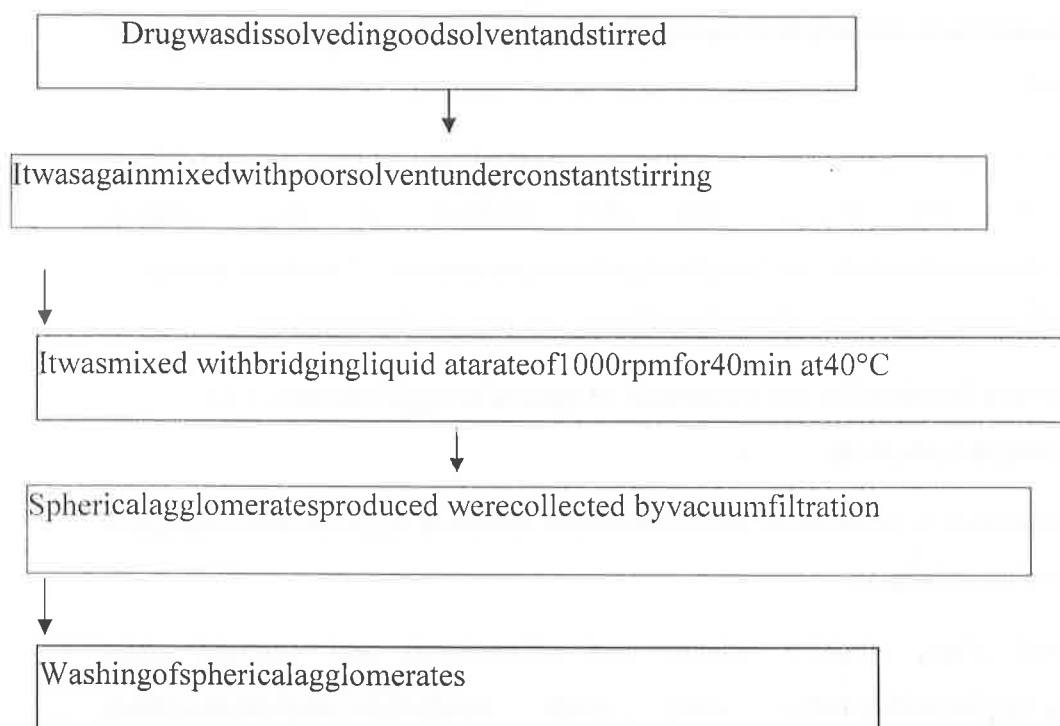 Drugwasdissolvedingoodsolventandstirred
Itwasagainmixedwithpoorsolventunderconstantstirring
Itwasmixed withbridgingliquid atarateof1000rpmfor40min at40°C
Sphericalagglomeratesproduced werecollected byvacuumfiltration
Washingofsphericalagglomerates